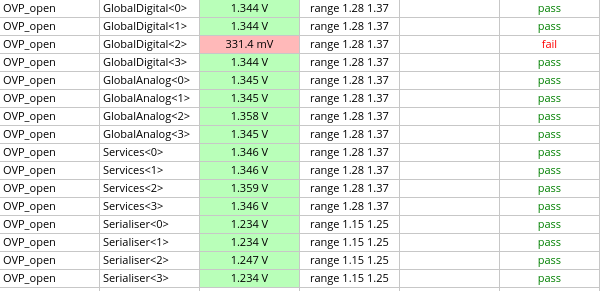 OVP_open GlobalDigital<0> 1.344 V range 1.28 1.37 pass
OVP_open GlobalDigital<1> 1.344 V range 1.28 1.37 pass
OVP_open GlobalDigital<2> 331.4 mV range 1.28 1.37 fail
OVP_open GlobalDigital<3> 1.344 V range 1.28 1.37 pass
OVP_open GlobalAnalog<0> 1.345 V range 1.28 1.37 pass
OVP_open GlobalAnalog<1> 1.345 V range 1.28 1.37 pass
OVP_open GlobalAnalog<2> 1.358 V range 1.28 1.37 pass
OVP_open GlobalAnalog<3> 1.345 V range 1.28 1.37 pass
OVP_open Services<0> 1.346 V range 1.28 1.37 pass
OVP_open Services<1> 1.346 V range 1.28 1.37 pass
OVP_open Services<2> 1.359 V range 1.28 1.37 pass
OVP_open Services<3> 1.346 V range 1.28 1.37 pass
OVP_open Serialiser<0> 1.234 V range 1.15 1.25 pass
OVP_open Serialiser<1> 1.234 V range 1.15 1.25 pass
OVP_open Serialiser<2> 1.247 V range 1.15 1.25 pass
OVP_open Serialiser<3> 1.234 V range 1.15 1.25 pass